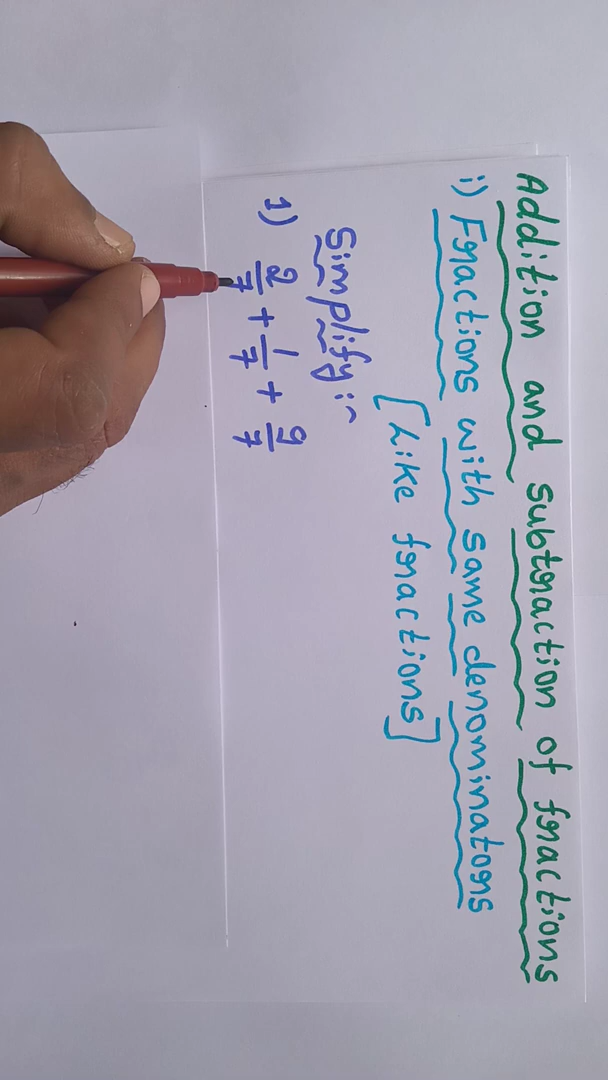 Addition and subtraction of fractions
i) Fractions with same denominators
[Like fractions]
Simplify :-
1) 2/7 + 1/7 + 9/7